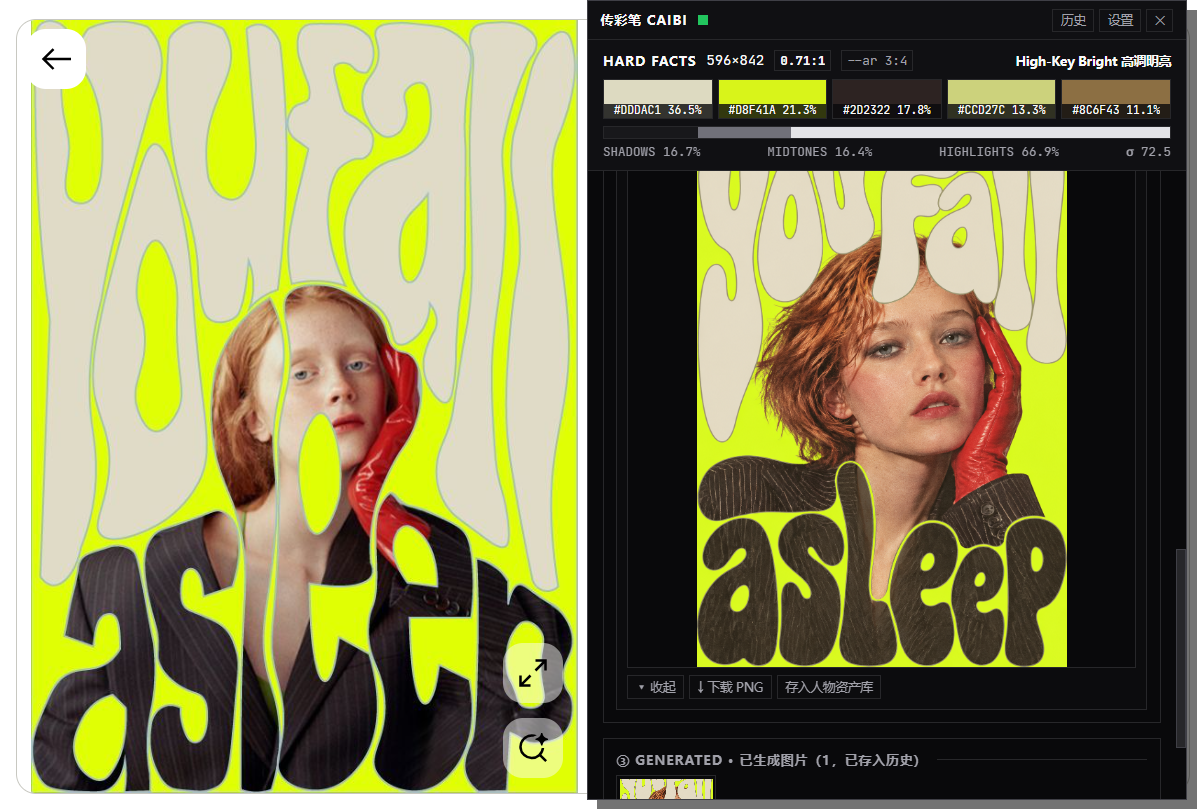 you fall
asleep
传彩笔 CAIBI
历史
设置
HARD FACTS 596×842 0.71:1 --ar 3:4
High-Key Bright 高调明亮
#DDDAC1 36.5%
#D8F41A 21.3%
#2D2322 17.8%
#CCD27C 13.3%
#8C6F43 11.1%
SHADOWS 16.7%
MIDTONES 16.4%
HIGHLIGHTS 66.9%
σ 72.5
you fall
asleep
▾ 收起
↓下载 PNG
存入人物资产库
③ GENERATED • 已生成图片（1，已存入历史）